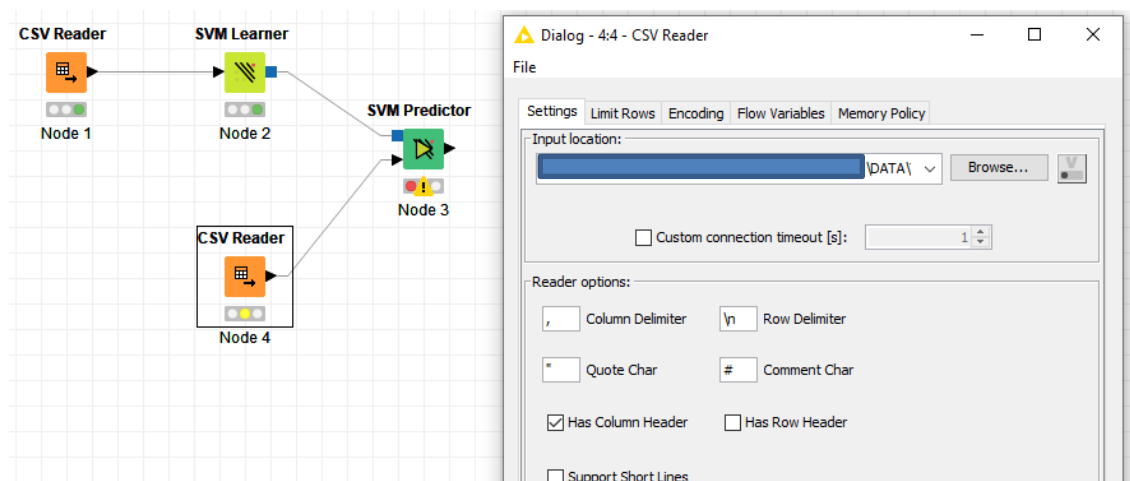 CSV Reader
Node 1
SVM Learner
Node 2
SVM Predictor
Node 3
CSV Reader
Node 4
Dialog - 4:4 - CSV Reader
File
Settings Limit Rows Encoding Flow Variables Memory Policy
Input location:
\DATA\ Browse... V
Custom connection timeout [s]: 1
Reader options:
, Column Delimiter \n Row Delimiter
" Quote Char # Comment Char
Has Column Header Has Row Header
Support Short Lines